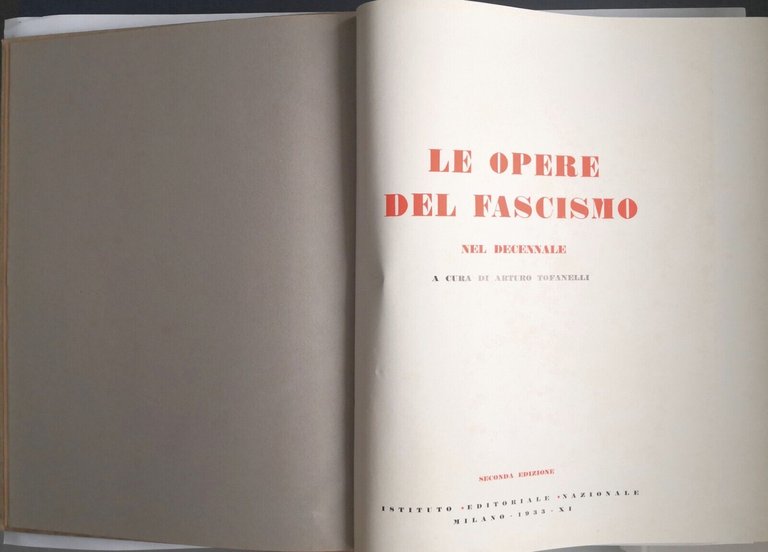 LE OPERE
DEL FASCISMO
NEL DECENNALE
A CURA DI ARTURO TOFANELLI
SECONDA EDIZIONE
ISTITUTO • EDITORIALE • NAZIONALE
MILANO - 1933 - XI